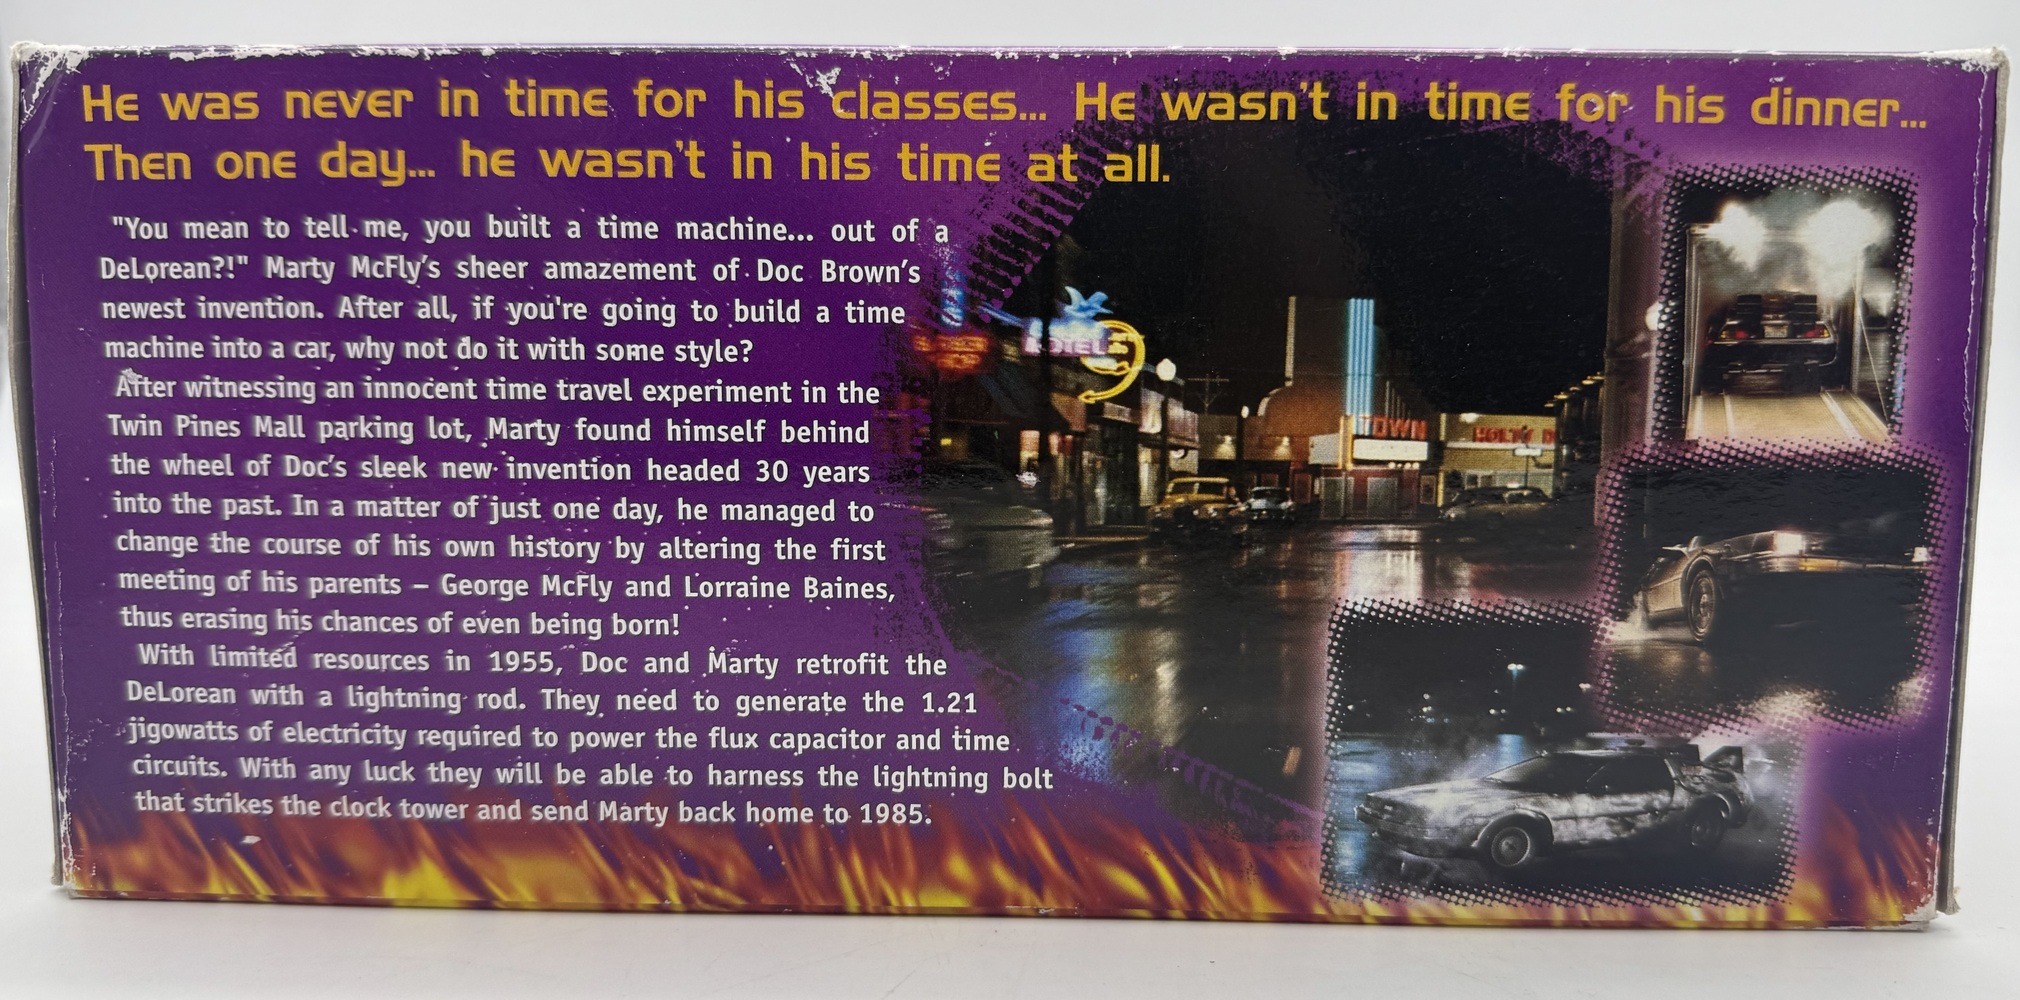 He was never in time for his classes... He wasn't in time for his dinner...
Then one day... he wasn't in his time at all.
"You mean to tell me, you built a time machine... out of a
DeLorean?!" Marty McFly's sheer amazement of Doc Brown's
newest invention. After all, if you're going to build a time
machine into a car, why not do it with some style?
After witnessing an innocent time travel experiment in the
Twin Pines Mall parking lot, Marty found himself behind
the wheel of Doc's sleek new invention headed 30 years
into the past. In a matter of just one day, he managed to
change the course of his own history by altering the first
meeting of his parents – George McFly and Lorraine Baines,
thus erasing his chances of even being born!
With limited resources in 1955, Doc and Marty retrofit the
DeLorean with a lightning rod. They need to generate the 1.21
jigowatts of electricity required to power the flux capacitor and time
circuits. With any luck they will be able to harness the lightning bolt
that strikes the clock tower and send Marty back home to 1985.
TOWN